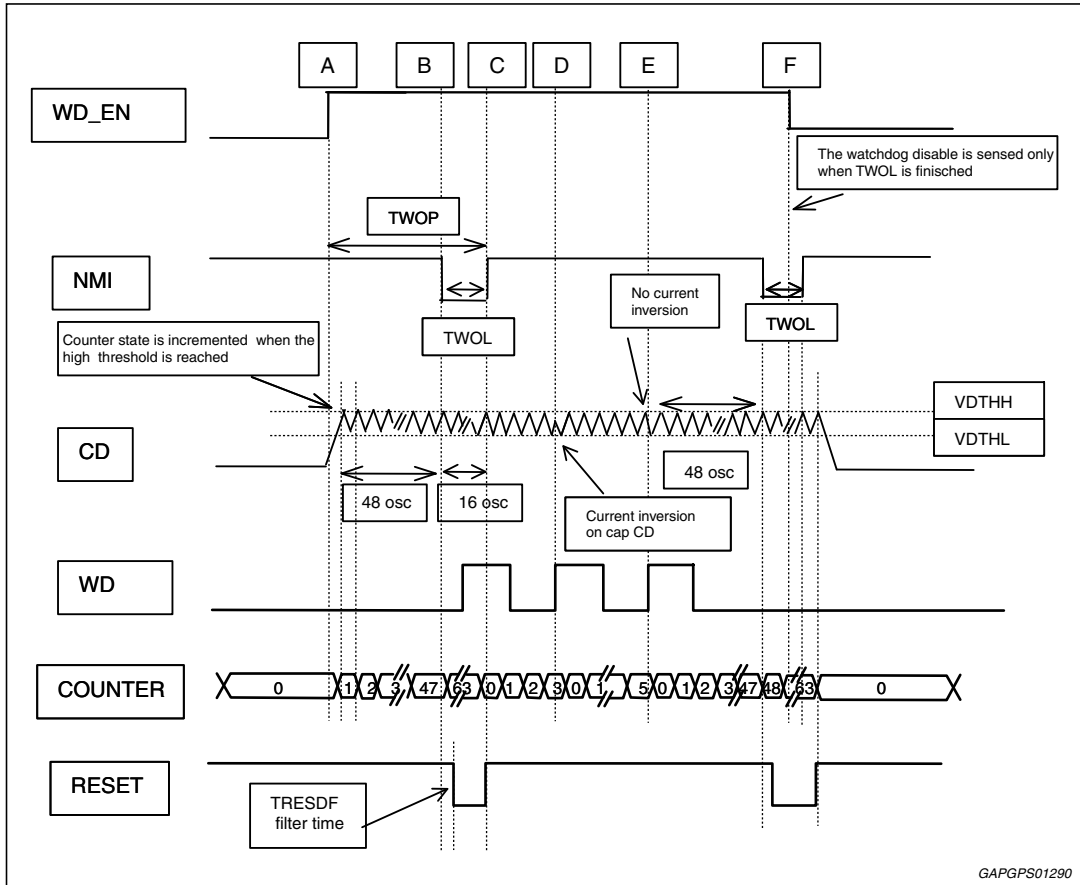 A B C D E F
WD_EN
The watchdog disable is sensed only
when TWOL is finisched
TWOP
NMI
No current
inversion
TWOL
TWOL
Counter state is incremented when the
high threshold is reached
VDTHH
VDTHL
CD
48 osc
16 osc
48 osc
Current inversion
on cap CD
WD
COUNTER
0 1 2 3 47 63 0 1 2 3 0 1 5 0 1 2 3 47 48 63 0
RESET
TRESDF
filter time
GAPGPS01290